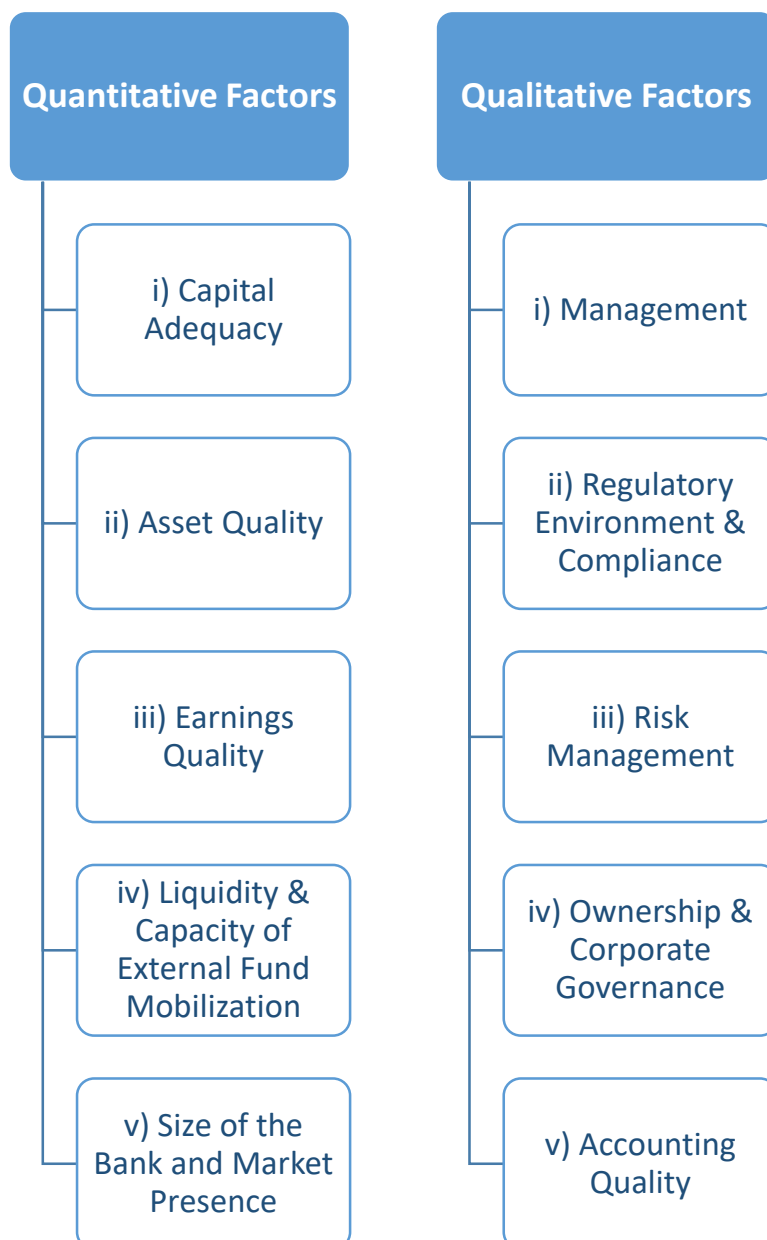 Quantitative Factors
i) Capital
Adequacy
ii) Asset Quality
iii) Earnings
Quality
iv) Liquidity &
Capacity of
External Fund
Mobilization
v) Size of the
Bank and Market
Presence
Qualitative Factors
i) Management
ii) Regulatory
Environment &
Compliance
iii) Risk
Management
iv) Ownership &
Corporate
Governance
v) Accounting
Quality